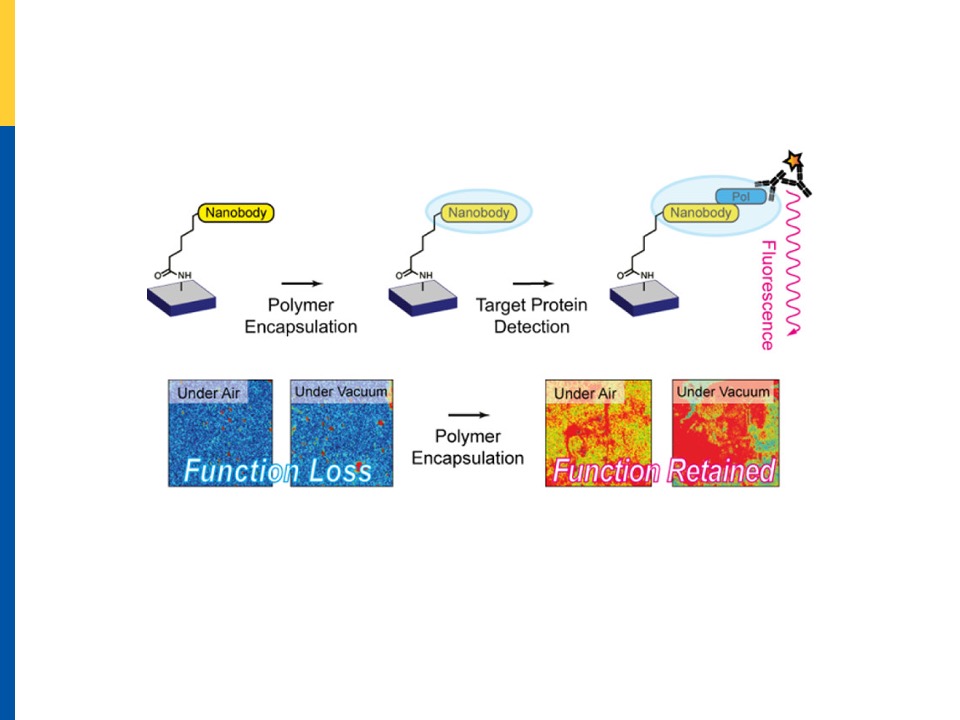 Nanobody
O
NH
Polymer
Encapsulation
Nanobody
O
NH
Target Protein
Detection
Nanobody
Pol
O
NH
Fluorescence
Under Air
Under Vacuum
Function Loss
Polymer
Encapsulation
Under Air
Under Vacuum
Function Retained